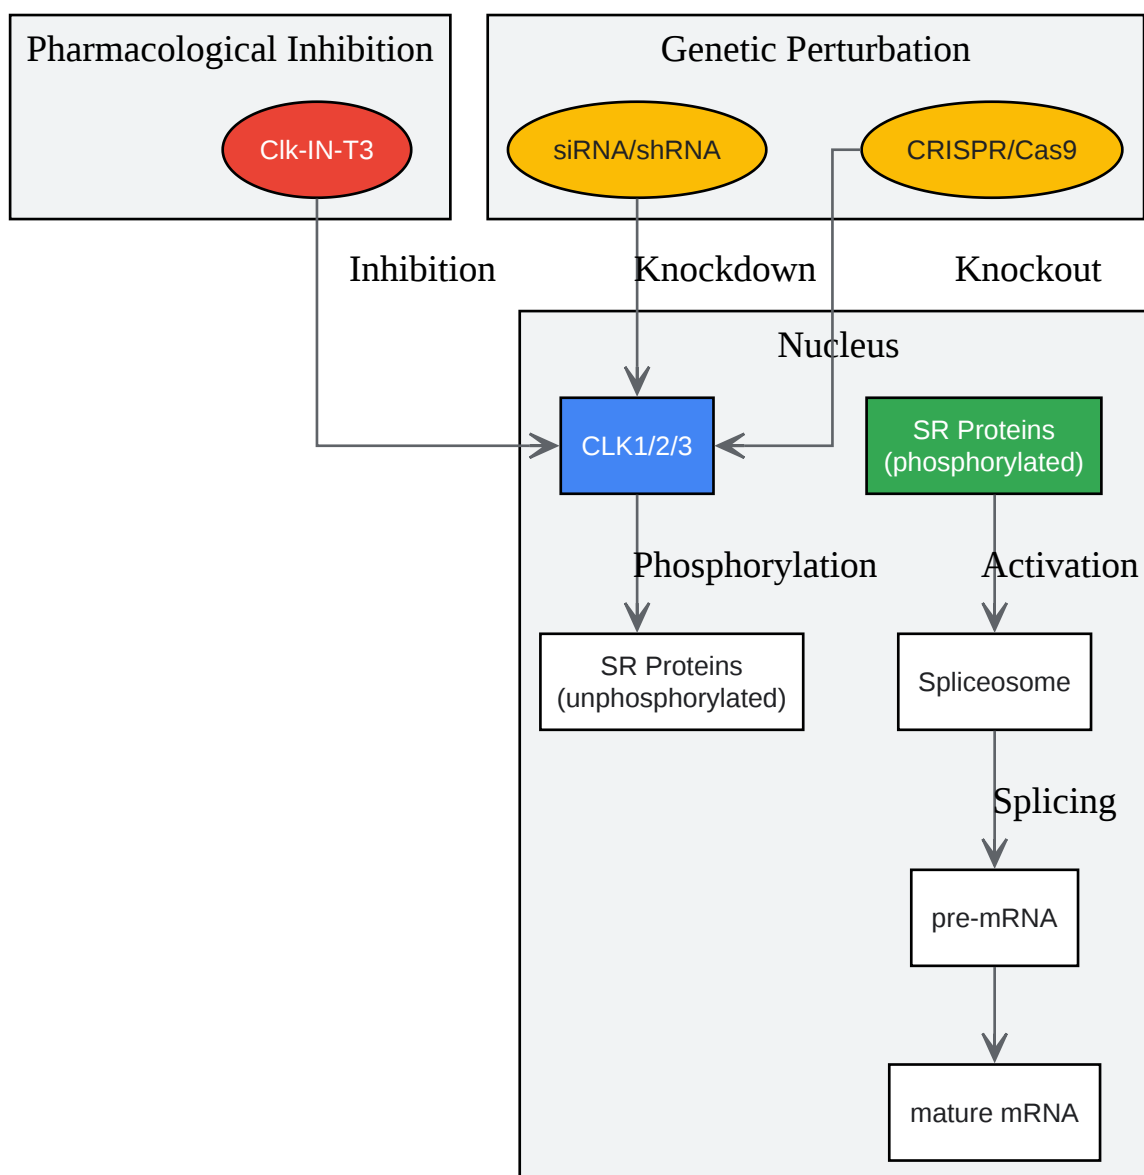 Pharmacological Inhibition
Genetic Perturbation
Clk-IN-T3
siRNA/shRNA
CRISPR/Cas9
Inhibition
Knockdown
Knockout
Nucleus
CLK1/2/3
SR Proteins
(phosphorylated)
Phosphorylation
Activation
SR Proteins
(unphosphorylated)
Spliceosome
Splicing
pre-mRNA
mature mRNA